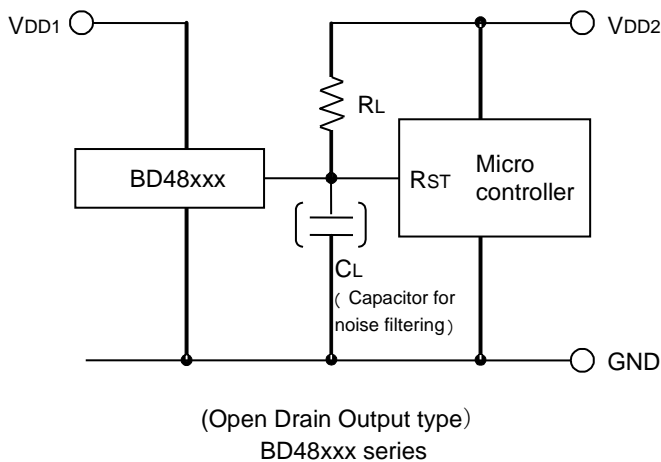 VDD1
VDD2
RL
BD48xxx
RST
Micro
controller
CL
( Capacitor for
noise filtering )
GND
(Open Drain Output type）
BD48xxx series